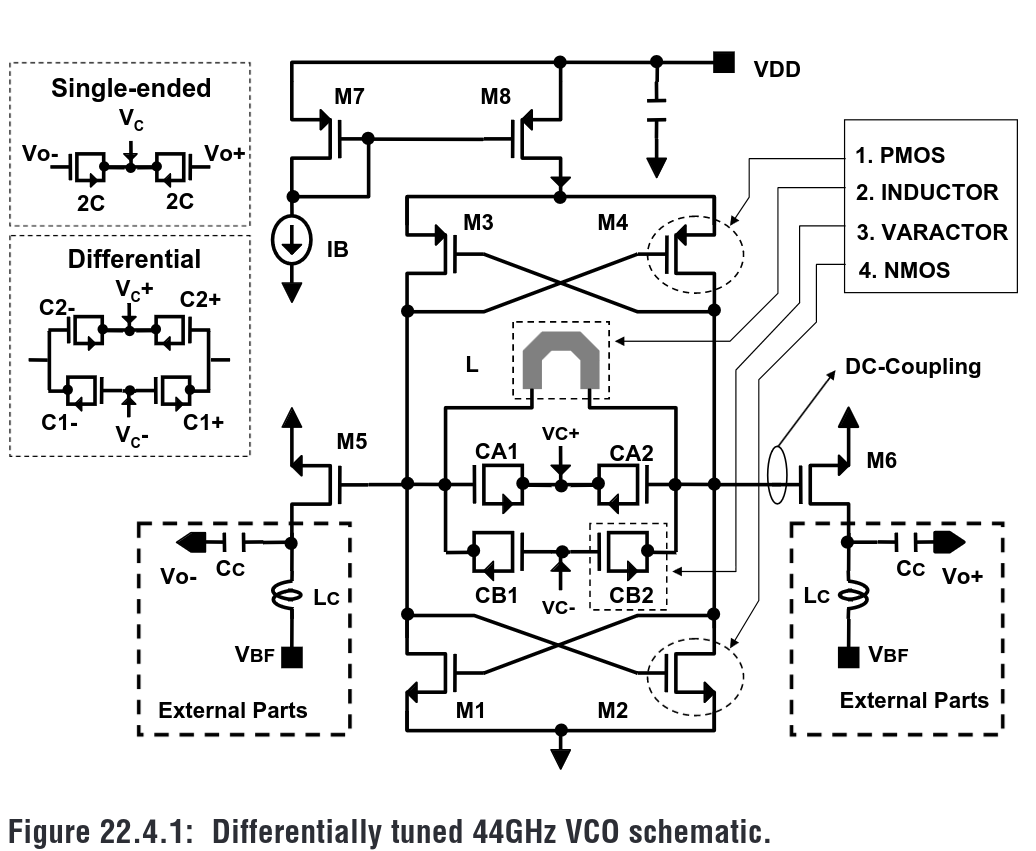 Single-ended
VC
Vo-
Vo+
2C
2C
Differential
VC+
C2-
C2+
C1-
C1+
VC-
M7
M8
VDD
IB
M3
M4
1. PMOS
2. INDUCTOR
3. VARACTOR
4. NMOS
L
DC-Coupling
M5
M6
VC+
CA1
CA2
CB1
CB2
VC-
Vo-
CC
LC
VBF
External Parts
CC
Vo+
LC
VBF
External Parts
M1
M2
Figure 22.4.1: Differentially tuned 44GHz VCO schematic.